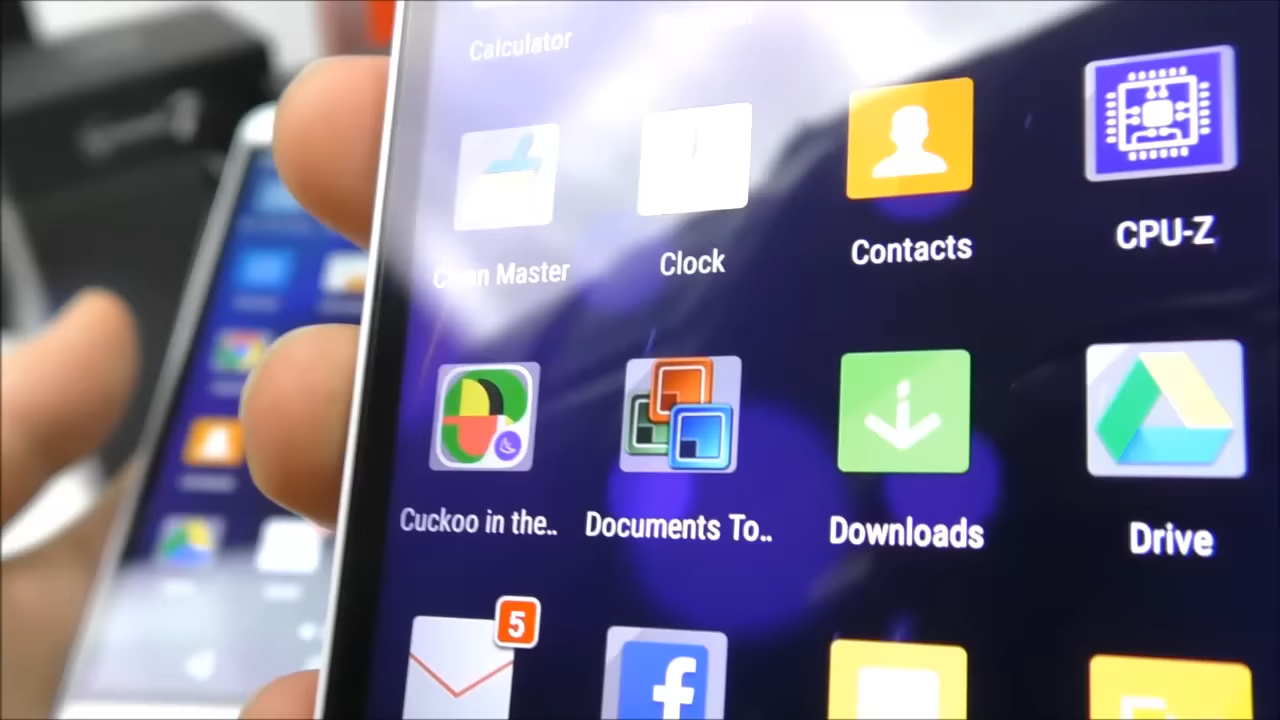 Calculator
Clean Master
Clock
Contacts
CPU-Z
Cuckoo in the..
Documents To..
Downloads
Drive
5
f